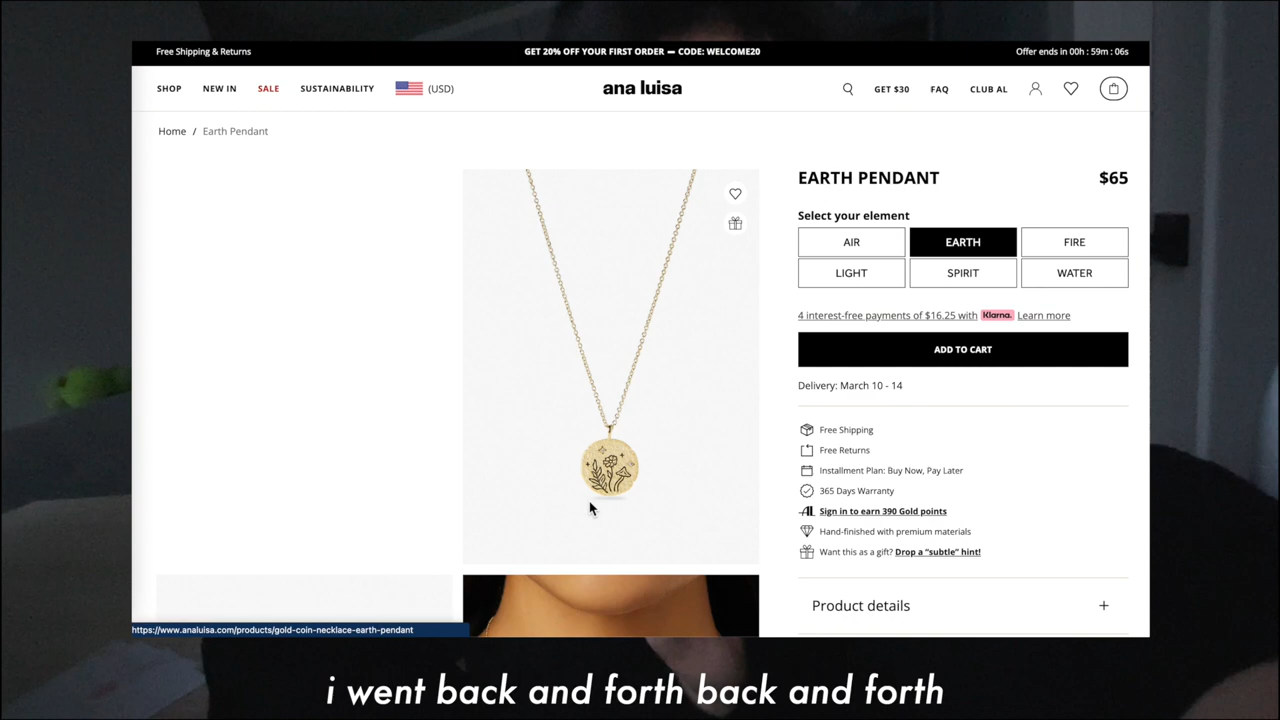 Free Shipping & Returns
GET 20% OFF YOUR FIRST ORDER — CODE: WELCOME20
Offer ends in 00h : 59m : 06s
SHOP NEW IN SALE SUSTAINABILITY (USD)
ana luisa
GET $30 FAQ CLUB AL
Home / Earth Pendant
EARTH PENDANT $65
Select your element
AIR EARTH FIRE
LIGHT SPIRIT WATER
4 interest-free payments of $16.25 with Klarna. Learn more
ADD TO CART
Delivery: March 10 - 14
Free Shipping
Free Returns
Installment Plan: Buy Now, Pay Later
365 Days Warranty
AL Sign in to earn 390 Gold points
Hand-finished with premium materials
Want this as a gift? Drop a “subtle” hint!
Product details +
https://www.analuisa.com/products/gold-coin-necklace-earth-pendant
i went back and forth back and forth